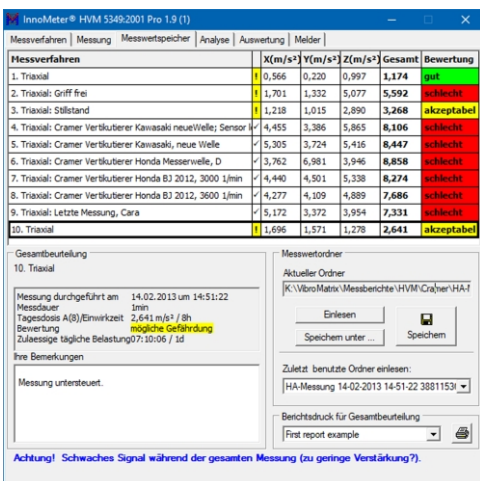 InnoMeter® HVM 5349:2001 Pro 1.9 (1)
Messverfahren Messung Messwertspeicher Analyse Auswertung Melder
Messverfahren X(m/s²) Y(m/s²) Z(m/s²) Gesamt Bewertung
1. Triaxial ! 0,566 0,220 0,997 1,174 gut
2. Triaxial: Griff frei ! 1,701 1,332 5,077 5,592 schlecht
3. Triaxial: Stillstand ! 1,218 1,015 2,890 3,268 akzeptabel
4. Triaxial: Cramer Vertikutierer Kawasaki neueWelle; Sensor l ✓ 4,455 3,386 5,865 8,106 schlecht
5. Triaxial: Cramer Vertikutierer Kawasaki, neue Welle ✓ 5,305 3,724 5,416 8,447 schlecht
6. Triaxial: Cramer Vertikutierer Honda Messerwelle, D ✓ 3,762 6,981 3,946 8,858 schlecht
7. Triaxial: Cramer Vertikutierer Honda BJ 2012, 3000 1/min ✓ 4,440 4,501 5,338 8,274 schlecht
8. Triaxial: Cramer Vertikutierer Honda BJ 2012, 3600 1/min ✓ 4,277 4,109 4,889 7,686 schlecht
9. Triaxial: Letzte Messung, Cara ✓ 5,172 3,372 3,954 7,331 schlecht
10. Triaxial ! 1,696 1,571 1,278 2,641 akzeptabel
Gesamtbeurteilung
10. Triaxial
Messung durchgeführt am 14.02.2013 um 14:51:22
Messdauer 1min
Tagesdosis A(8)/Einwirkzeit 2,641 m/s² / 8h
Bewertung mögliche Gefährdung
Zulaessige tägliche Belastung 07:10:06 / 1d
Ihre Bemerkungen
Messung untersteuert.
Messwertordner
Aktueller Ordner
K:\VibroMatrix\Messberichte\HVM\Cramer\HA-M
Einlesen
Speichern unter ...
Speichern
Zuletzt benutzte Ordner einlesen:
HA-Messung 14-02-2013 14-51-22 3881153(
Berichtsdruck für Gesamtbeurteilung
First report example
Achtung! Schwaches Signal während der gesamten Messung (zu geringe Verstärkung?).